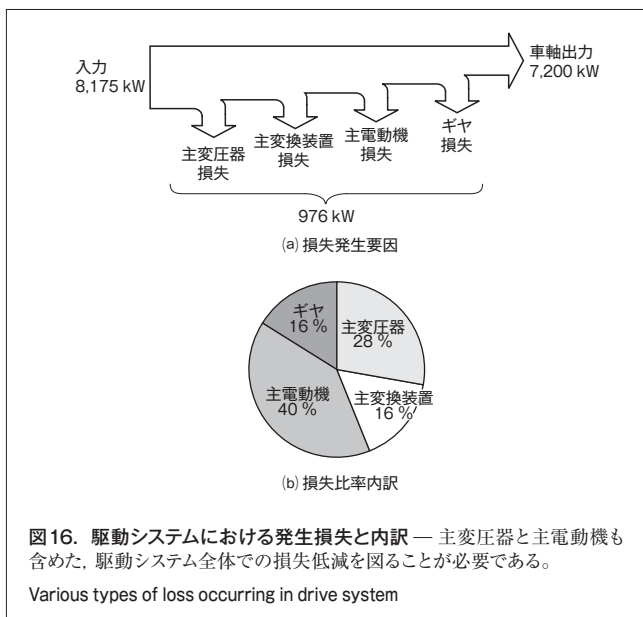 入力
8,175 kW
車軸出力
7,200 kW
主変圧器
損失
主変換装置
損失
主電動機
損失
ギヤ
損失
976 kW
(a) 損失発生要因
ギヤ
16 %
主変圧器
28 %
主電動機
40 %
主変換装置
16 %
(b) 損失比率内訳
図16. 駆動システムにおける発生損失と内訳 — 主変圧器と主電動機も
含めた, 駆動システム全体での損失低減を図ることが必要である。
Various types of loss occurring in drive system